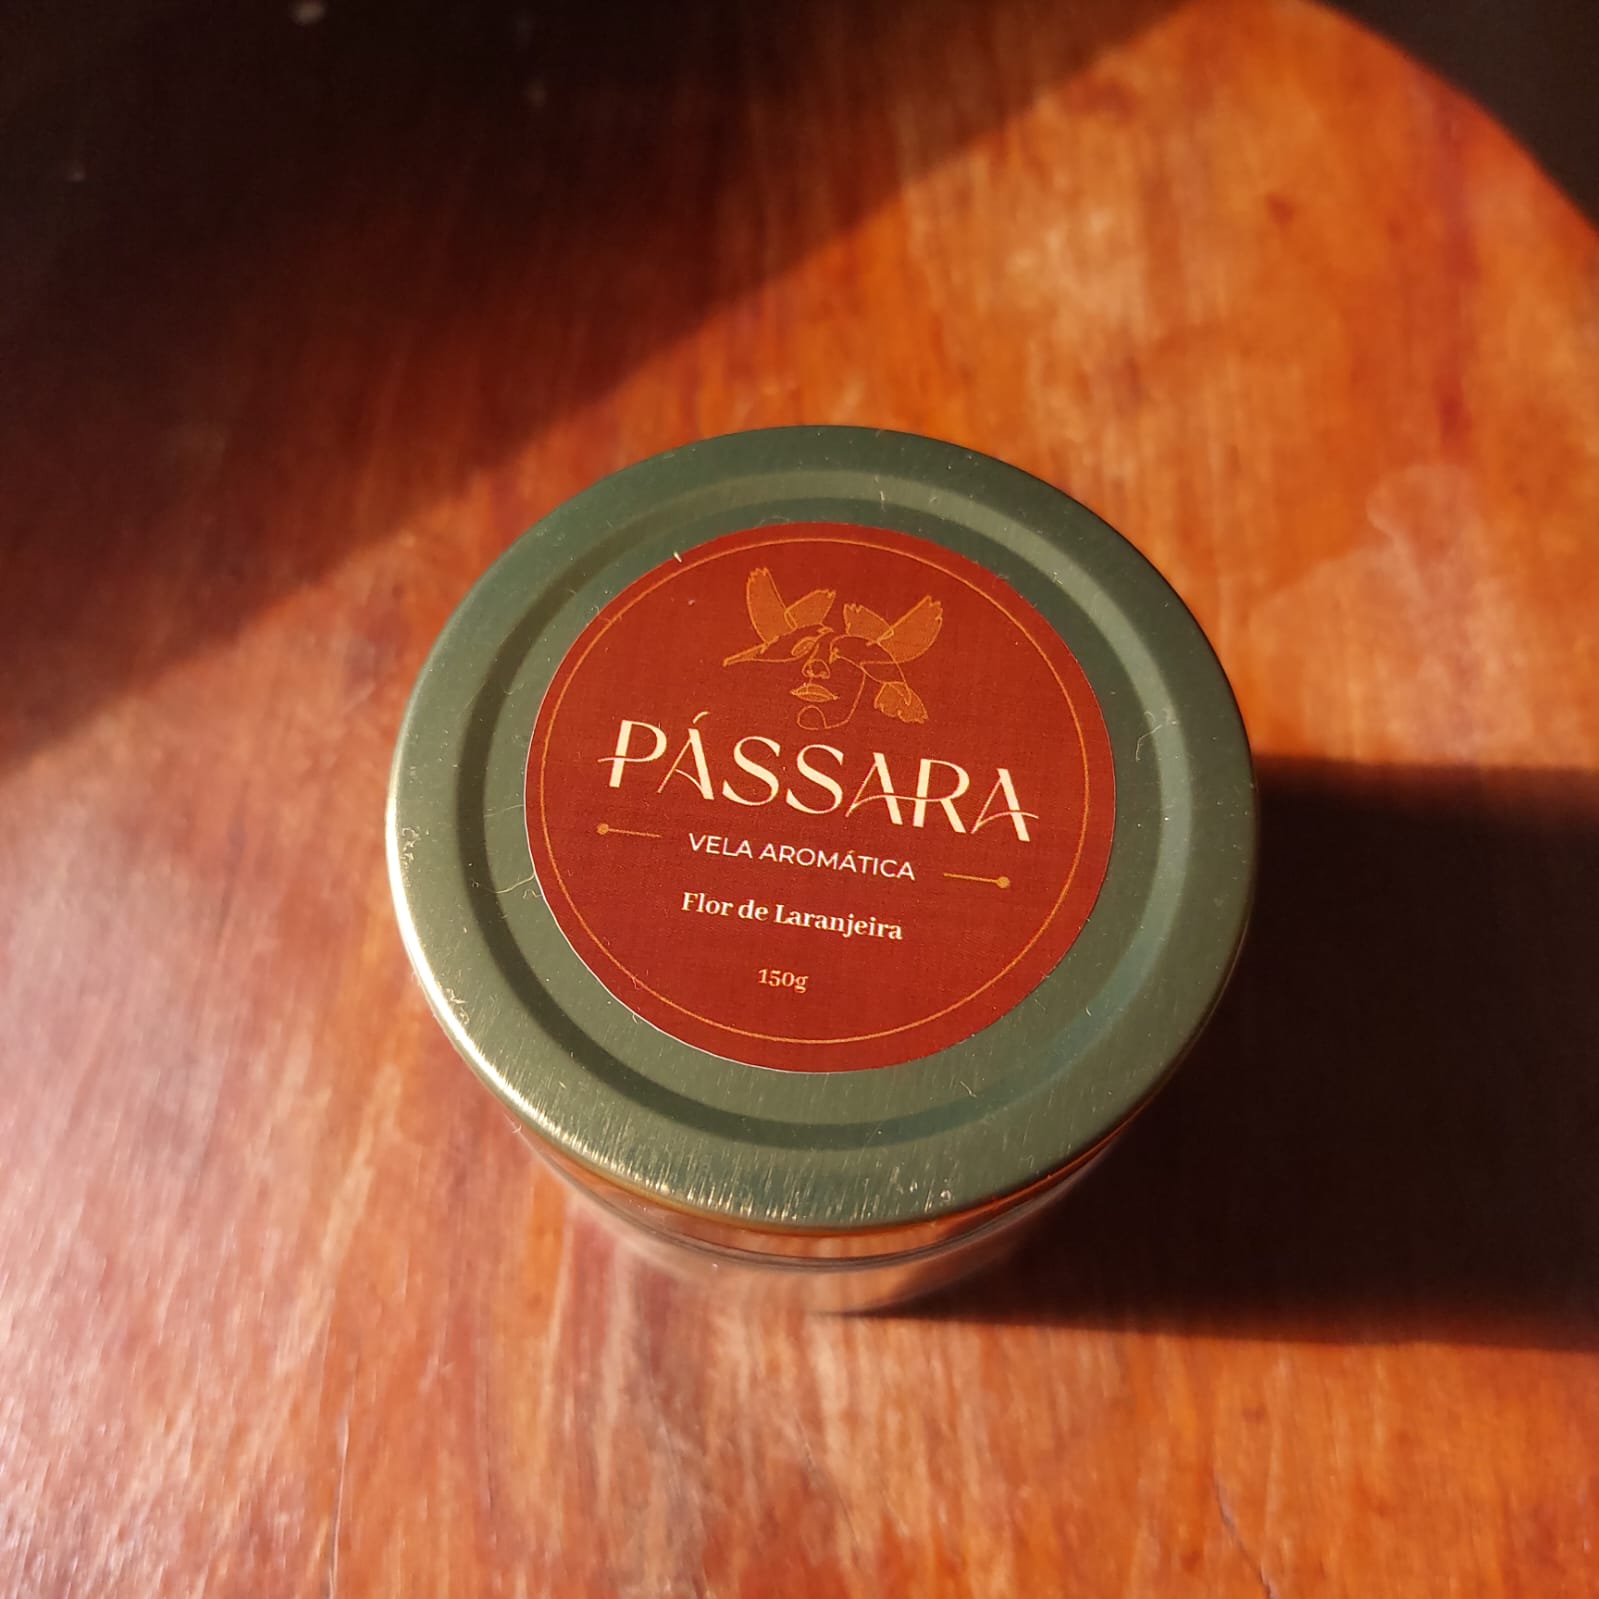 PÁSSARA
VELA AROMÁTICA
Flor de Laranjeira
150g